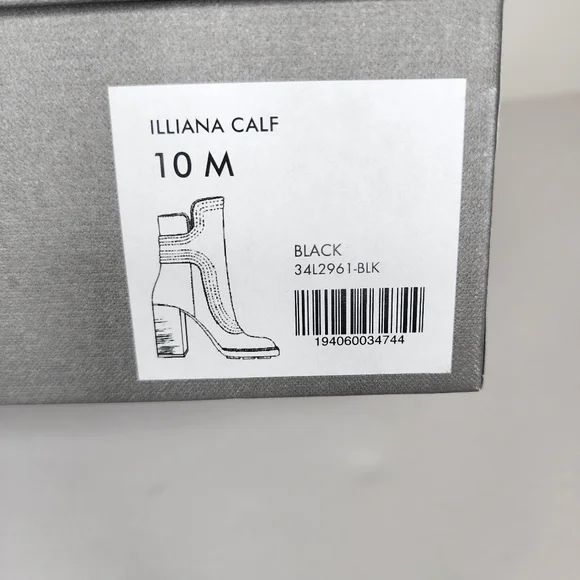 ILLIANA CALF
10 M
BLACK
34L2961-BLK
194060034744